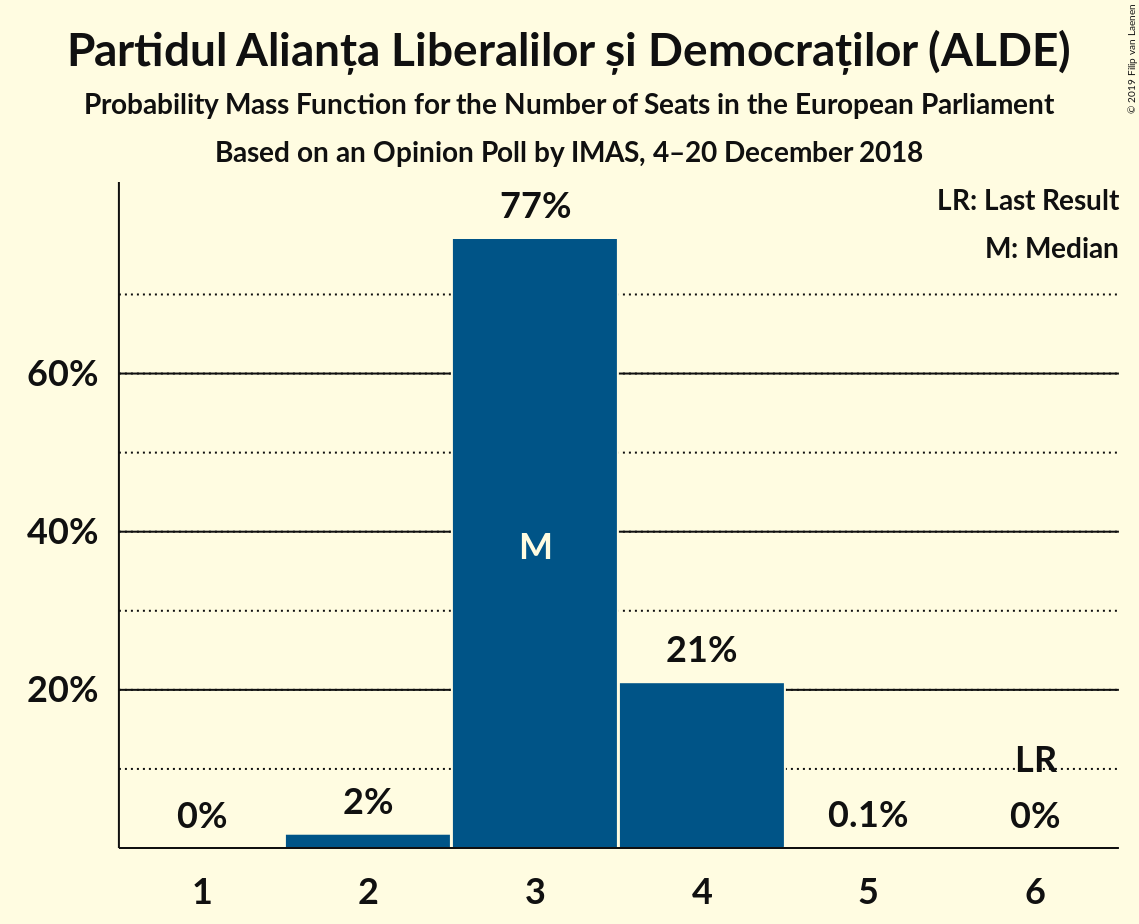 Partidul Alianța Liberalilor și Democraților (ALDE)
Probability Mass Function for the Number of Seats in the European Parliament
Based on an Opinion Poll by IMAS, 4–20 December 2018
© 2019 Filip van Laenen
LR: Last Result
M: Median
77%
60%
40%
20%
M
21%
LR
0%
2%
0.1%
0%
1 2 3 4 5 6